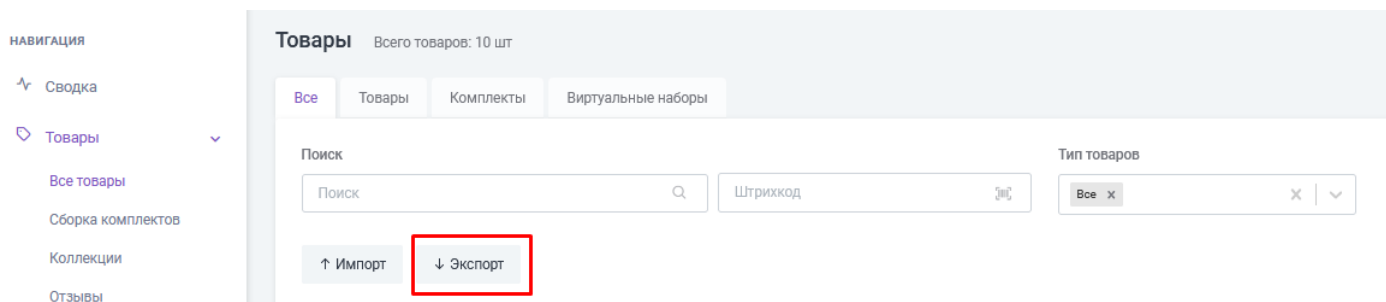 НАВИГАЦИЯ
Сводка
Товары
Все товары
Сборка комплектов
Коллекции
Отзывы
Товары Всего товаров: 10 шт
Все Товары Комплекты Виртуальные наборы
Поиск Тип товаров
Поиск Штрихкод Все x
↑ Импорт ↓ Экспорт